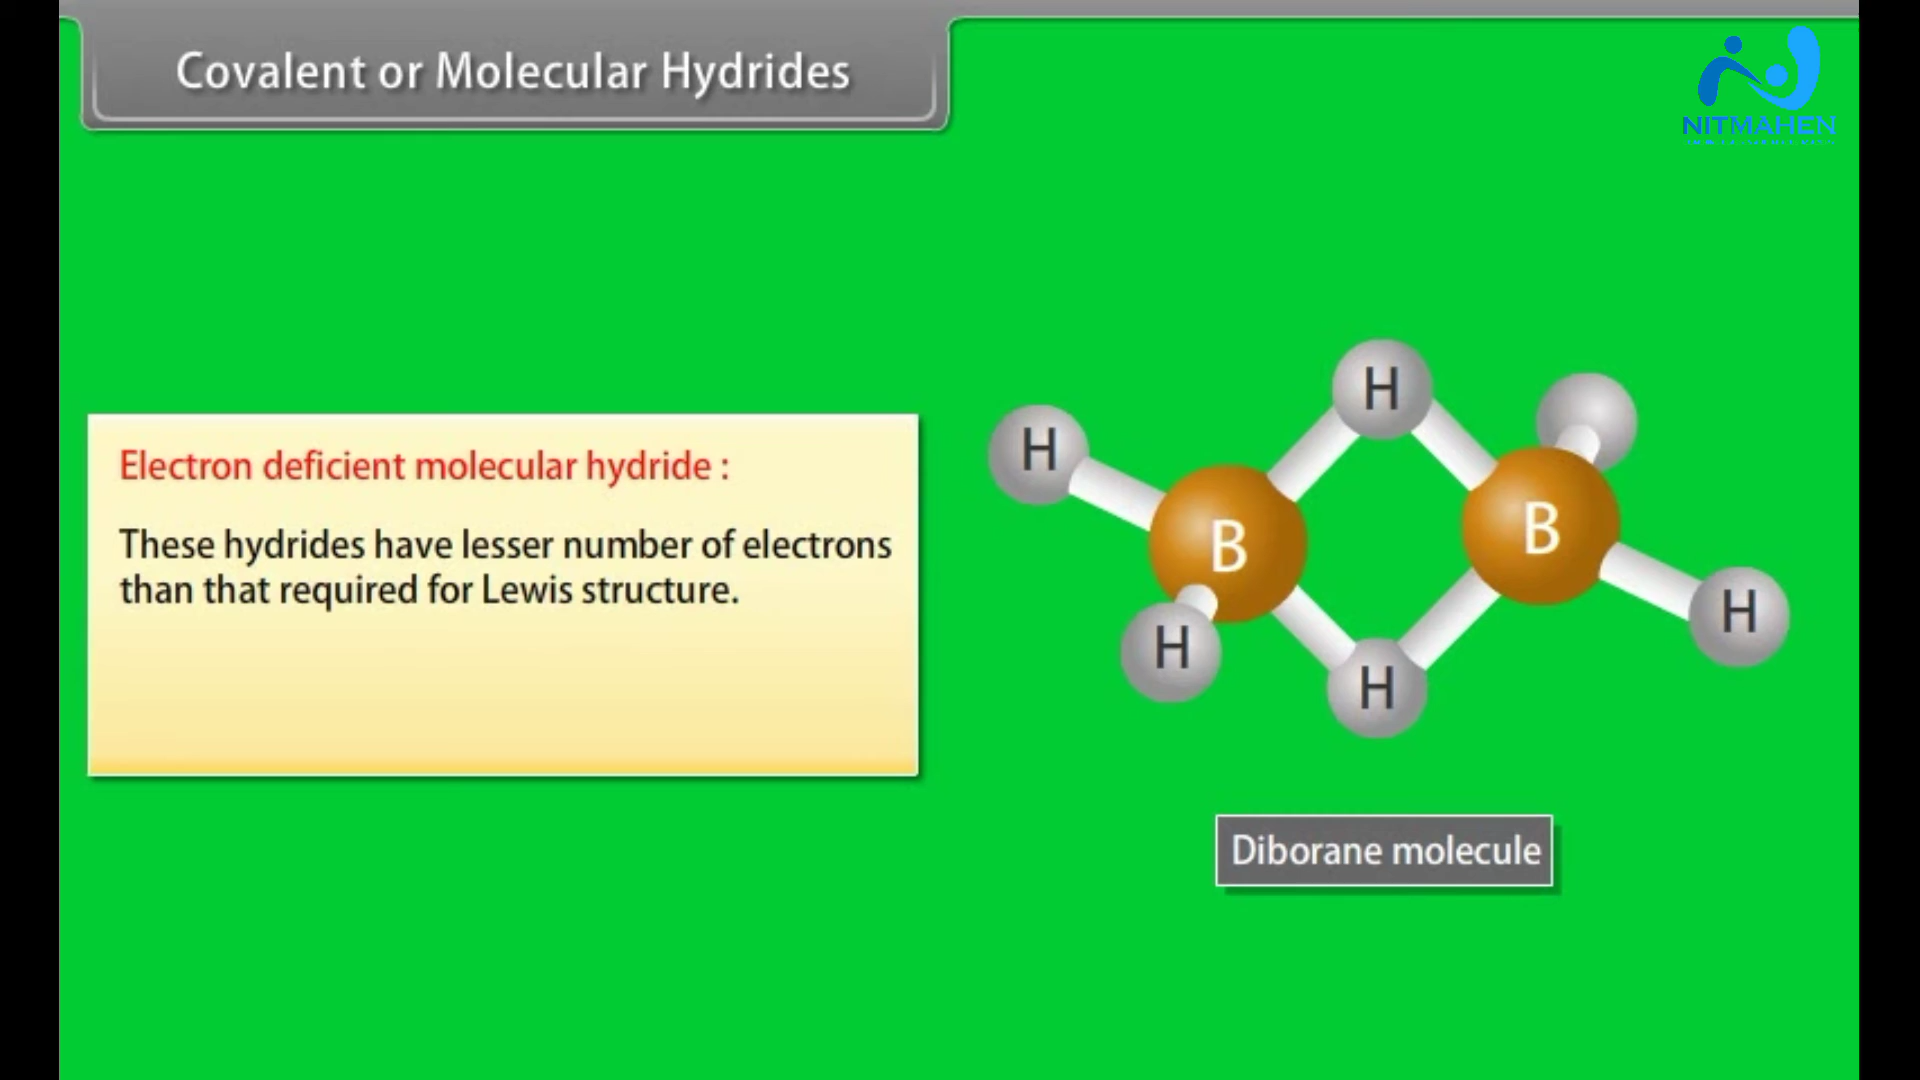 Covalent or Molecular Hydrides
NITMAHEN
Electron deficient molecular hydride :
These hydrides have lesser number of electrons
than that required for Lewis structure.
H
H
H
B
B
H
H
H
Diborane molecule